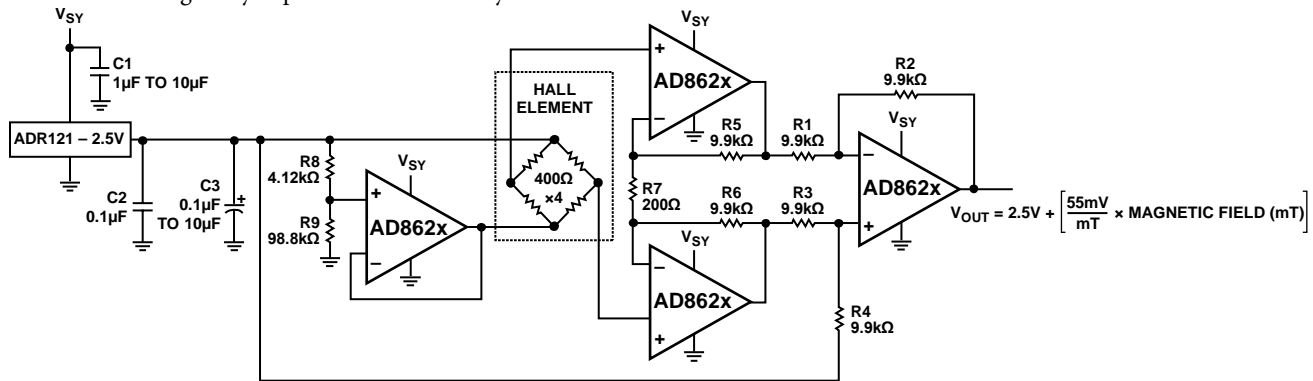 V_SY
C1
1µF TO 10µF
ADR121 – 2.5V
C2
0.1µF
C3
0.1µF
TO 10µF
+
R8
4.12kΩ
R9
98.8kΩ
V_SY
+
AD862x
–
HALL
ELEMENT
400Ω
×4
V_SY
+
AD862x
–
R5
9.9kΩ
R1
9.9kΩ
R2
9.9kΩ
R7
200Ω
R6
9.9kΩ
R3
9.9kΩ
V_SY
–
AD862x
+
V_SY
–
AD862x
+
R4
9.9kΩ
V_OUT = 2.5V + [55mV/mT × MAGNETIC FIELD (mT)]